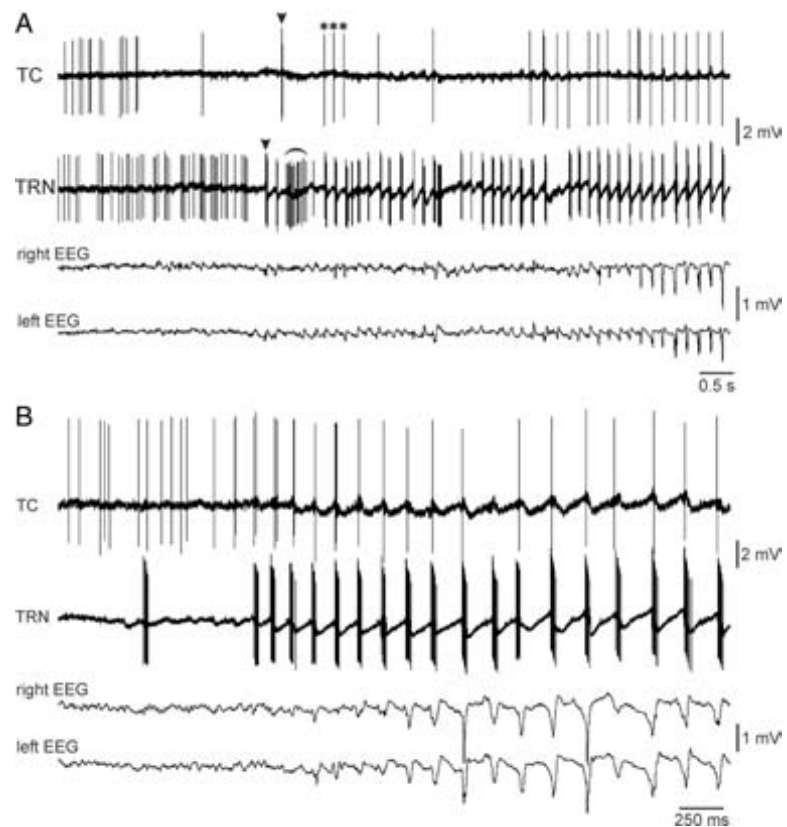 A
***
TC
2 mV
TRN
right EEG
1 mV
left EEG
0.5 s
B
TC
2 mV
TRN
right EEG
1 mV
left EEG
250 ms